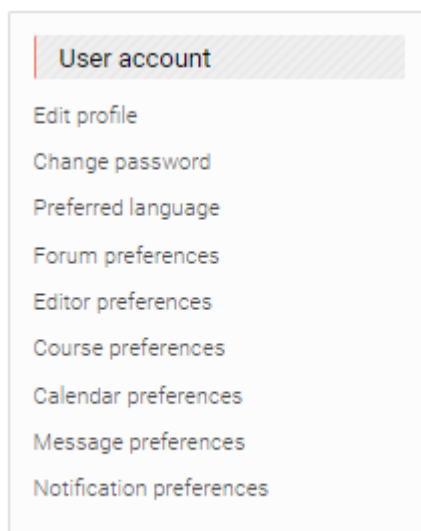 User account
Edit profile
Change password
Preferred language
Forum preferences
Editor preferences
Course preferences
Calendar preferences
Message preferences
Notification preferences